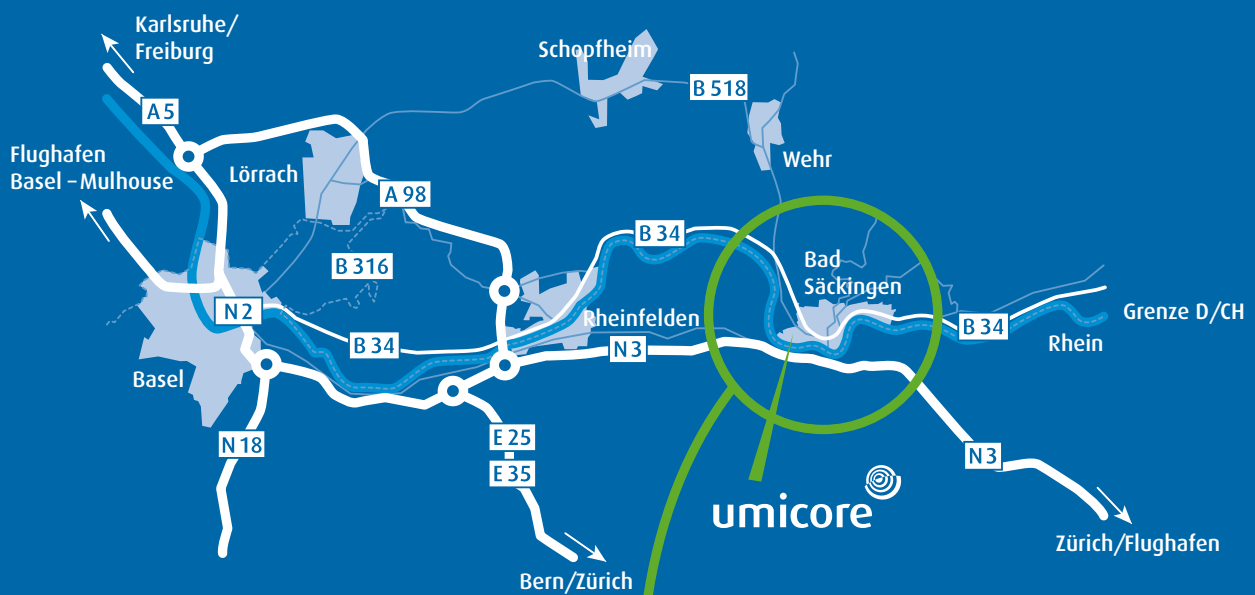 Karlsruhe/
Freiburg
Schopfheim
B 518
A 5
Flughafen
Basel – Mulhouse
Lörrach
Wehr
A 98
B 34
B 316
Bad
Säckingen
N 2
Rheinfelden
Grenze D/CH
B 34
B 34
Rhein
N 3
Basel
N 18
E 25
E 35
N 3
umicore
Zürich/Flughafen
Bern/Zürich